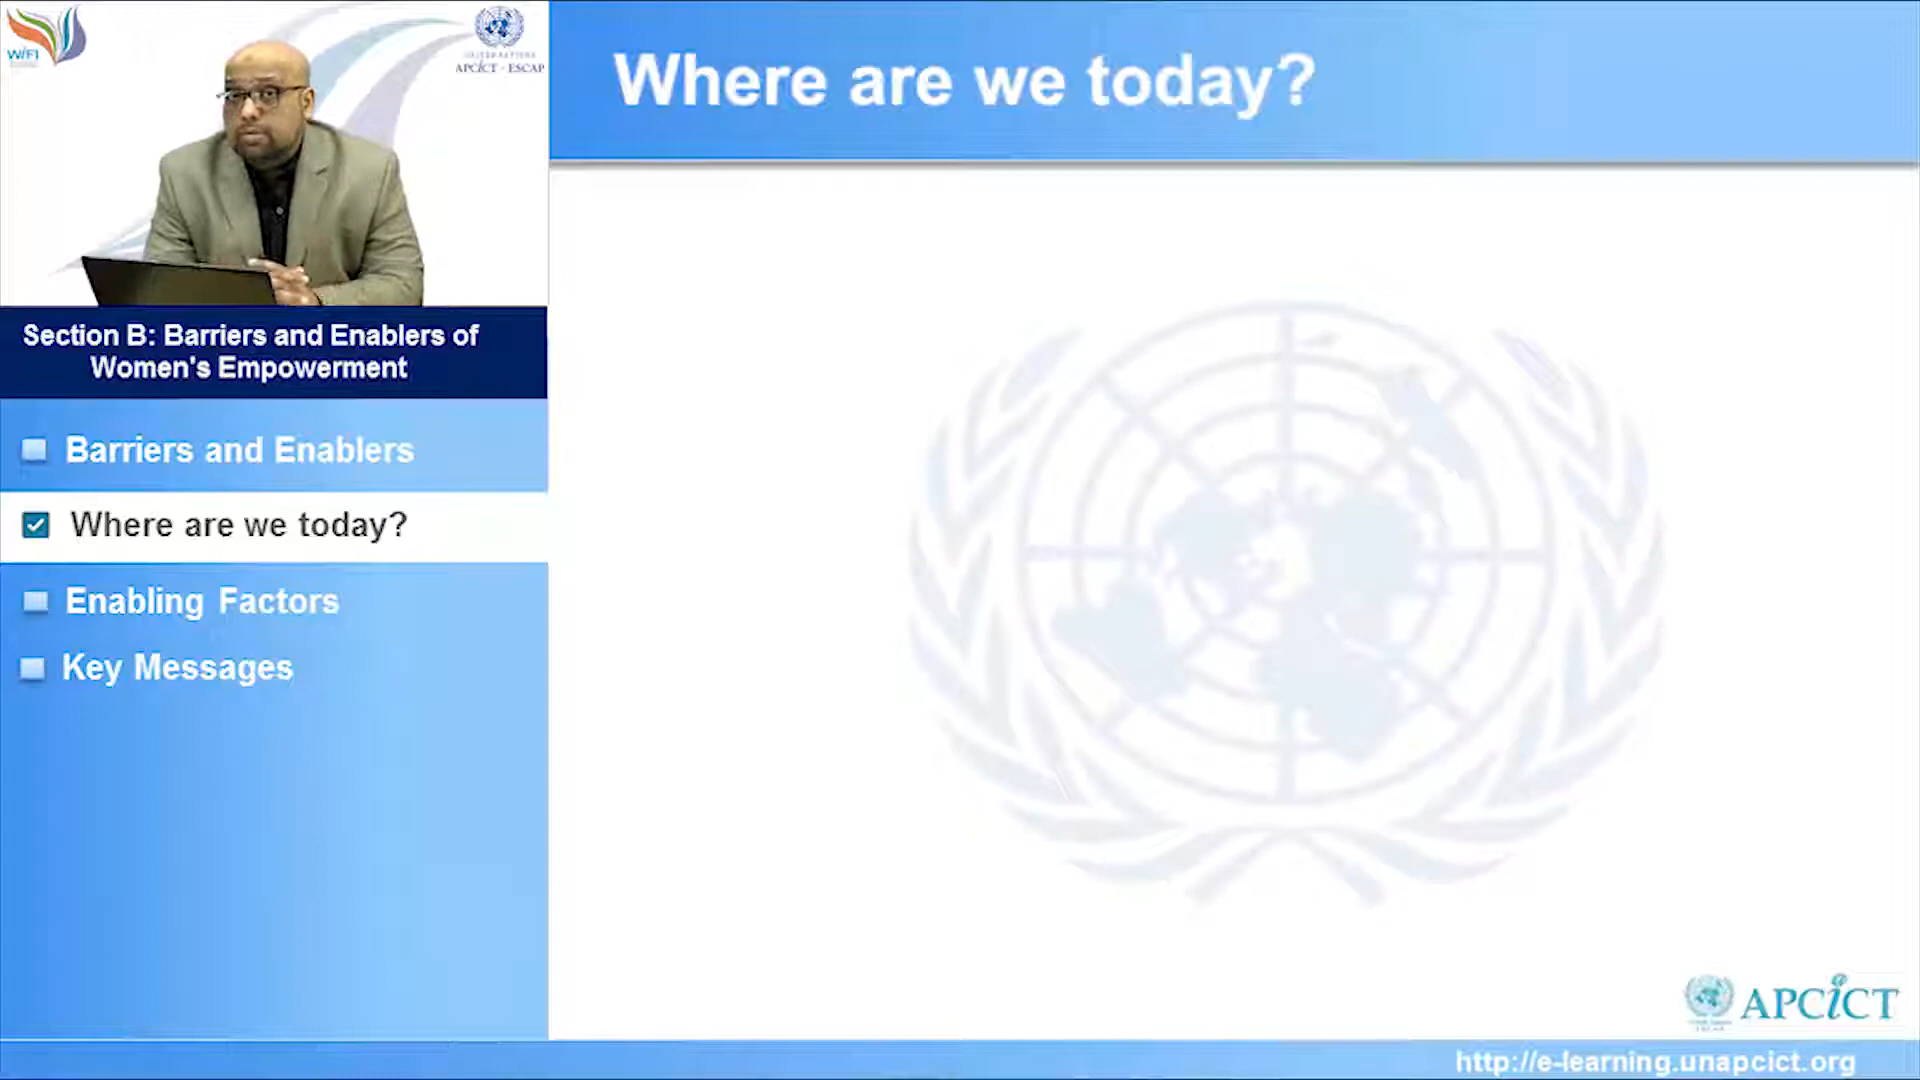 WIFI
APCICT - ESCAP
Where are we today?
Section B: Barriers and Enablers of
Women's Empowerment
Barriers and Enablers
Where are we today?
Enabling Factors
Key Messages
APCICT
http://e-learning.unapcict.org